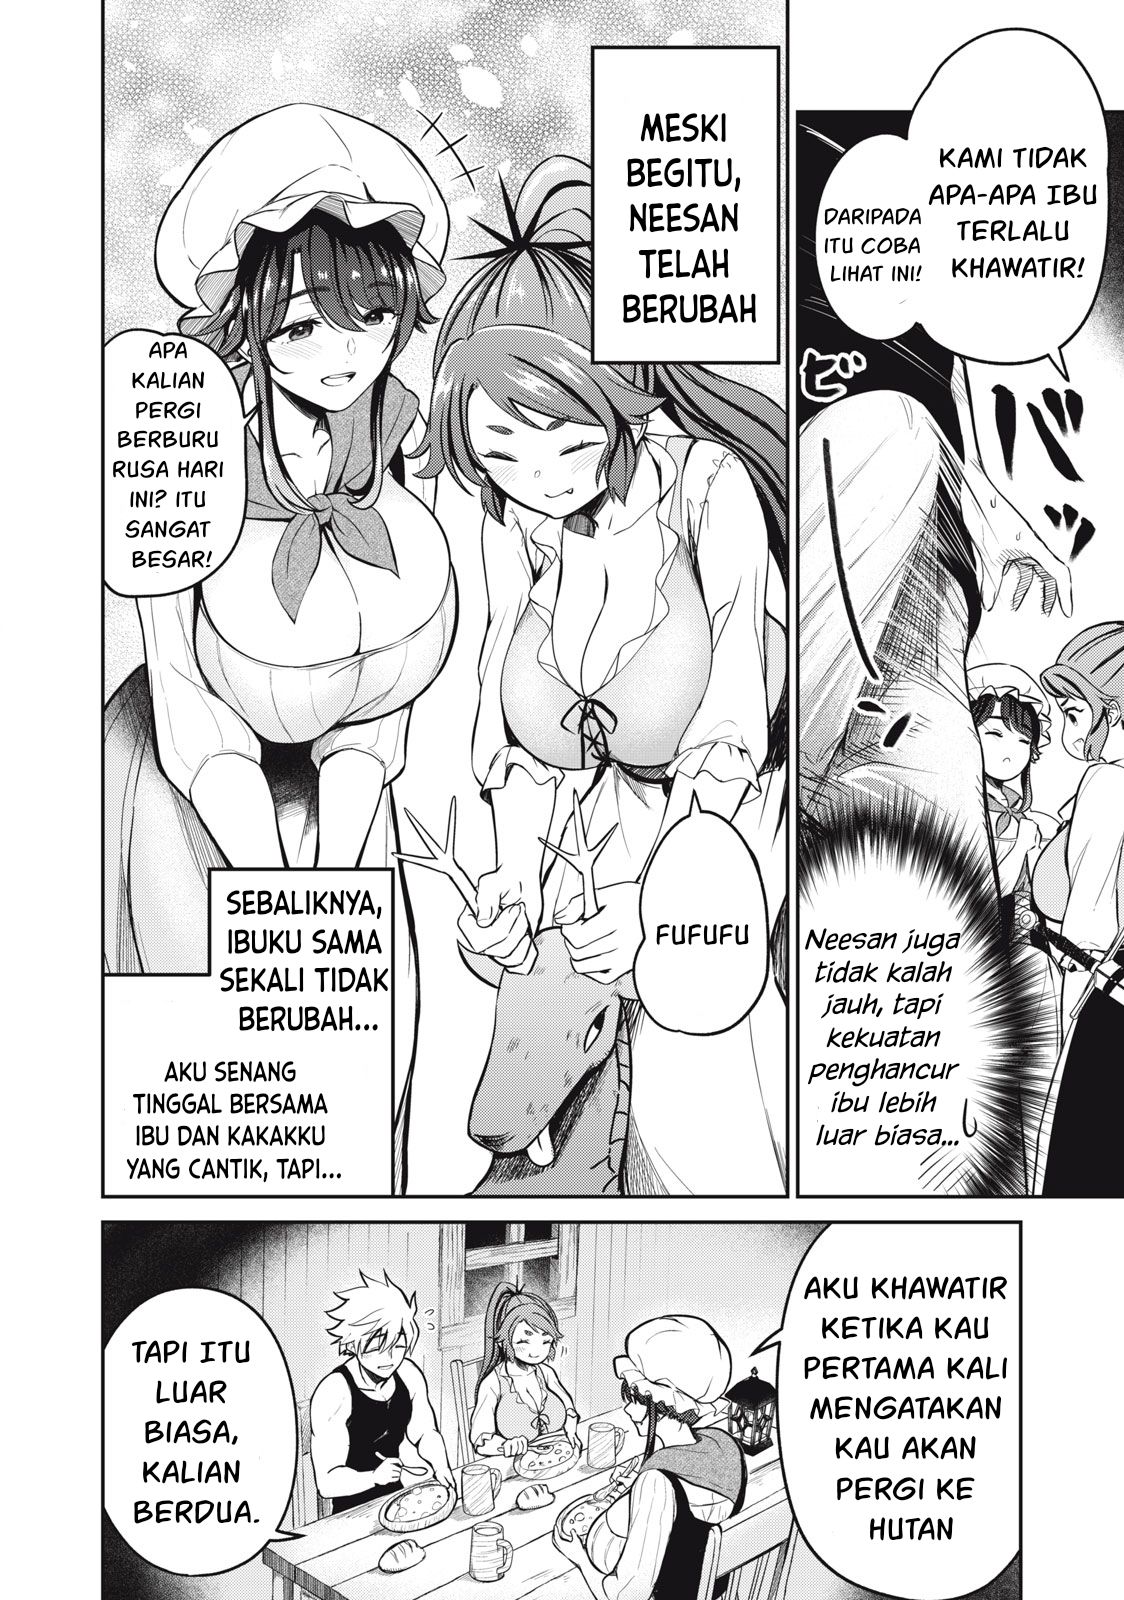 KAMI TIDAK
APA-APA IBU
TERLALU
KHAWATIR!
DARIPADA
ITU COBA
LIHAT INI!
ビ
バッ
Neesan juga
tidak kalah
jauh, tapi
kekuatan
penghancur
ibu lebih
luar biasa...
MESKI
BEGITU,
NEESAN
TELAH
BERUBAH
APA
KALIAN
PERGI
BERBURU
RUSA HARI
INI? ITU
SANGAT
BESAR!
FUFUFU
SEBALIKNYA,
IBUKU SAMA
SEKALI TIDAK
BERUBAH...
AKU SENANG
TINGGAL BERSAMA
IBU DAN KAKAKKU
YANG CANTIK, TAPI...
AKU KHAWATIR
KETIKA KAU
PERTAMA KALI
MENGATAKAN
KAU AKAN
PERGI KE
HUTAN
TAPI ITU
LUAR
BIASA,
KALIAN
BERDUA.